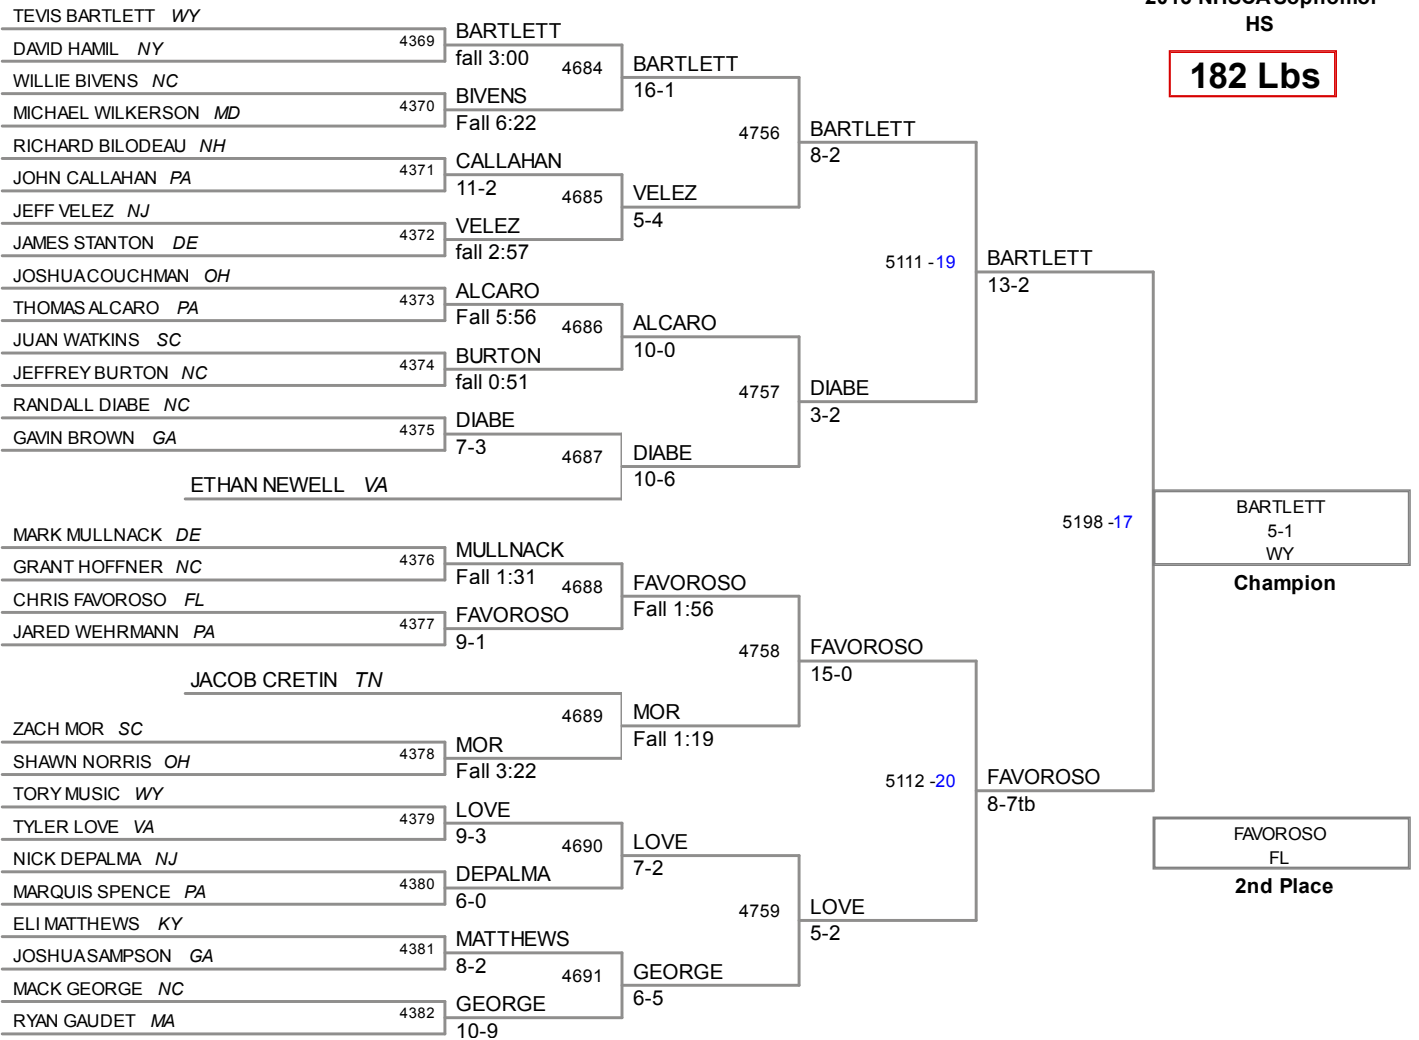 2013 NHSCA Sophomor
HS
182 Lbs
TEVIS BARTLETT WY
DAVID HAMIL NY
WILLIE BIVENS NC
MICHAEL WILKERSON MD
RICHARD BILODEAU NH
JOHN CALLAHAN PA
JEFF VELEZ NJ
JAMES STANTON DE
JOSHUA COUCHMAN OH
THOMAS ALCARO PA
JUAN WATKINS SC
JEFFREY BURTON NC
RANDALL DIABE NC
GAVIN BROWN GA
ETHAN NEWELL VA
MARK MULLNACK DE
GRANT HOFFNER NC
CHRIS FAVOROSO FL
JARED WEHRMANN PA
JACOB CRETIN TN
ZACH MOR SC
SHAWN NORRIS OH
TORY MUSIC WY
TYLER LOVE VA
NICK DEPALMA NJ
MARQUIS SPENCE PA
ELI MATTHEWS KY
JOSHUA SAMPSON GA
MACK GEORGE NC
RYAN GAUDET MA
4369
4370
4371
4372
4373
4374
4375
4376
4377
4378
4379
4380
4381
4382
BARTLETT
fall 3:00
BIVENS
Fall 6:22
CALLAHAN
11-2
VELEZ
fall 2:57
ALCARO
Fall 5:56
BURTON
fall 0:51
DIABE
7-3
MULLNACK
Fall 1:31
FAVOROSO
9-1
MOR
Fall 3:22
LOVE
9-3
DEPALMA
6-0
MATTHEWS
8-2
GEORGE
10-9
4684
4685
4686
4687
4688
4689
4690
4691
BARTLETT
16-1
VELEZ
5-4
ALCARO
10-0
DIABE
10-6
FAVOROSO
Fall 1:56
MOR
Fall 1:19
LOVE
7-2
GEORGE
6-5
4756
4757
4758
4759
BARTLETT
8-2
DIABE
3-2
FAVOROSO
15-0
LOVE
5-2
5111 -19
5112 -20
BARTLETT
13-2
FAVOROSO
8-7tb
5198 -17
BARTLETT
5-1
WY
Champion
FAVOROSO
FL
2nd Place